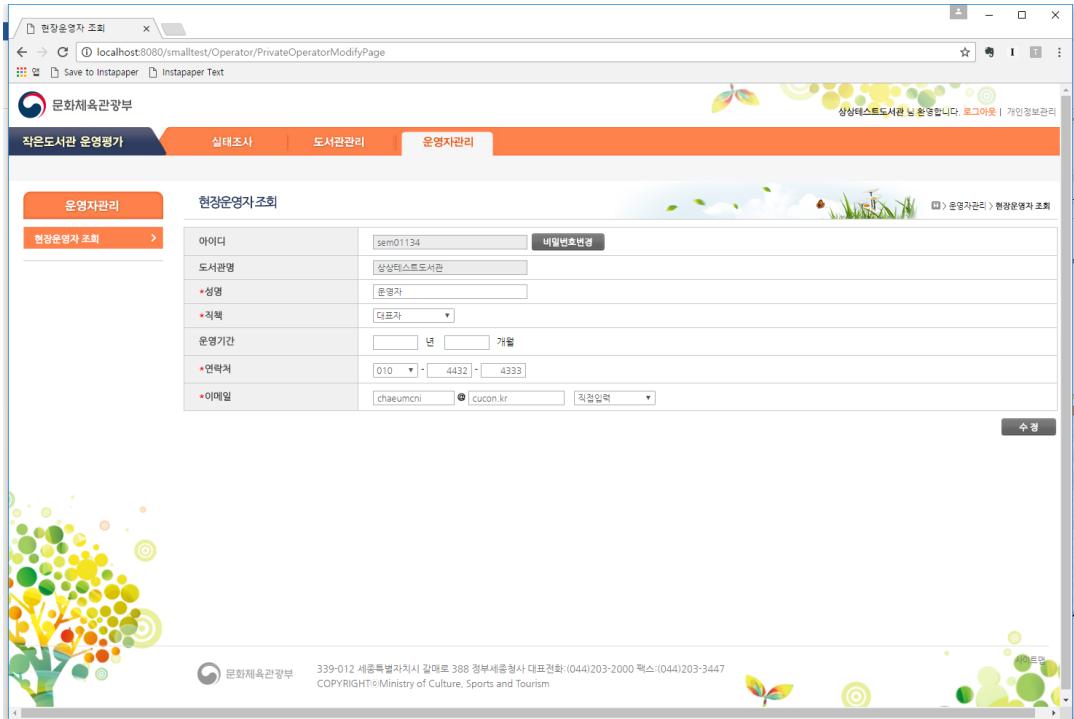 현장운영자 조회
localhost:8080/smalltest/Operator/PrivateOperatorModifyPage
앱 Save to Instapaper Instapaper Text
문화체육관광부
상상테스트도서관 님 환영합니다. 로그아웃 | 개인정보관리
작은도서관 운영평가 실태조사 도서관관리 운영자관리
운영자관리
현장운영자 조회 >
현장운영자 조회
H > 운영자관리 > 현장운영자 조회
아이디 sem01134 비밀번호변경
도서관명 상상테스트도서관
*성명 운영자
*직책 대표자
운영기간 년 개월
*연락처 010 - 4432 - 4333
*이메일 chaeumcni @ cucon.kr 직접입력
수 정
사이트맵
문화체육관광부
339-012 세종특별자치시 갈매로 388 정부세종청사 대표전화:(044)203-2000 팩스:(044)203-3447
COPYRIGHT©Ministry of Culture, Sports and Tourism